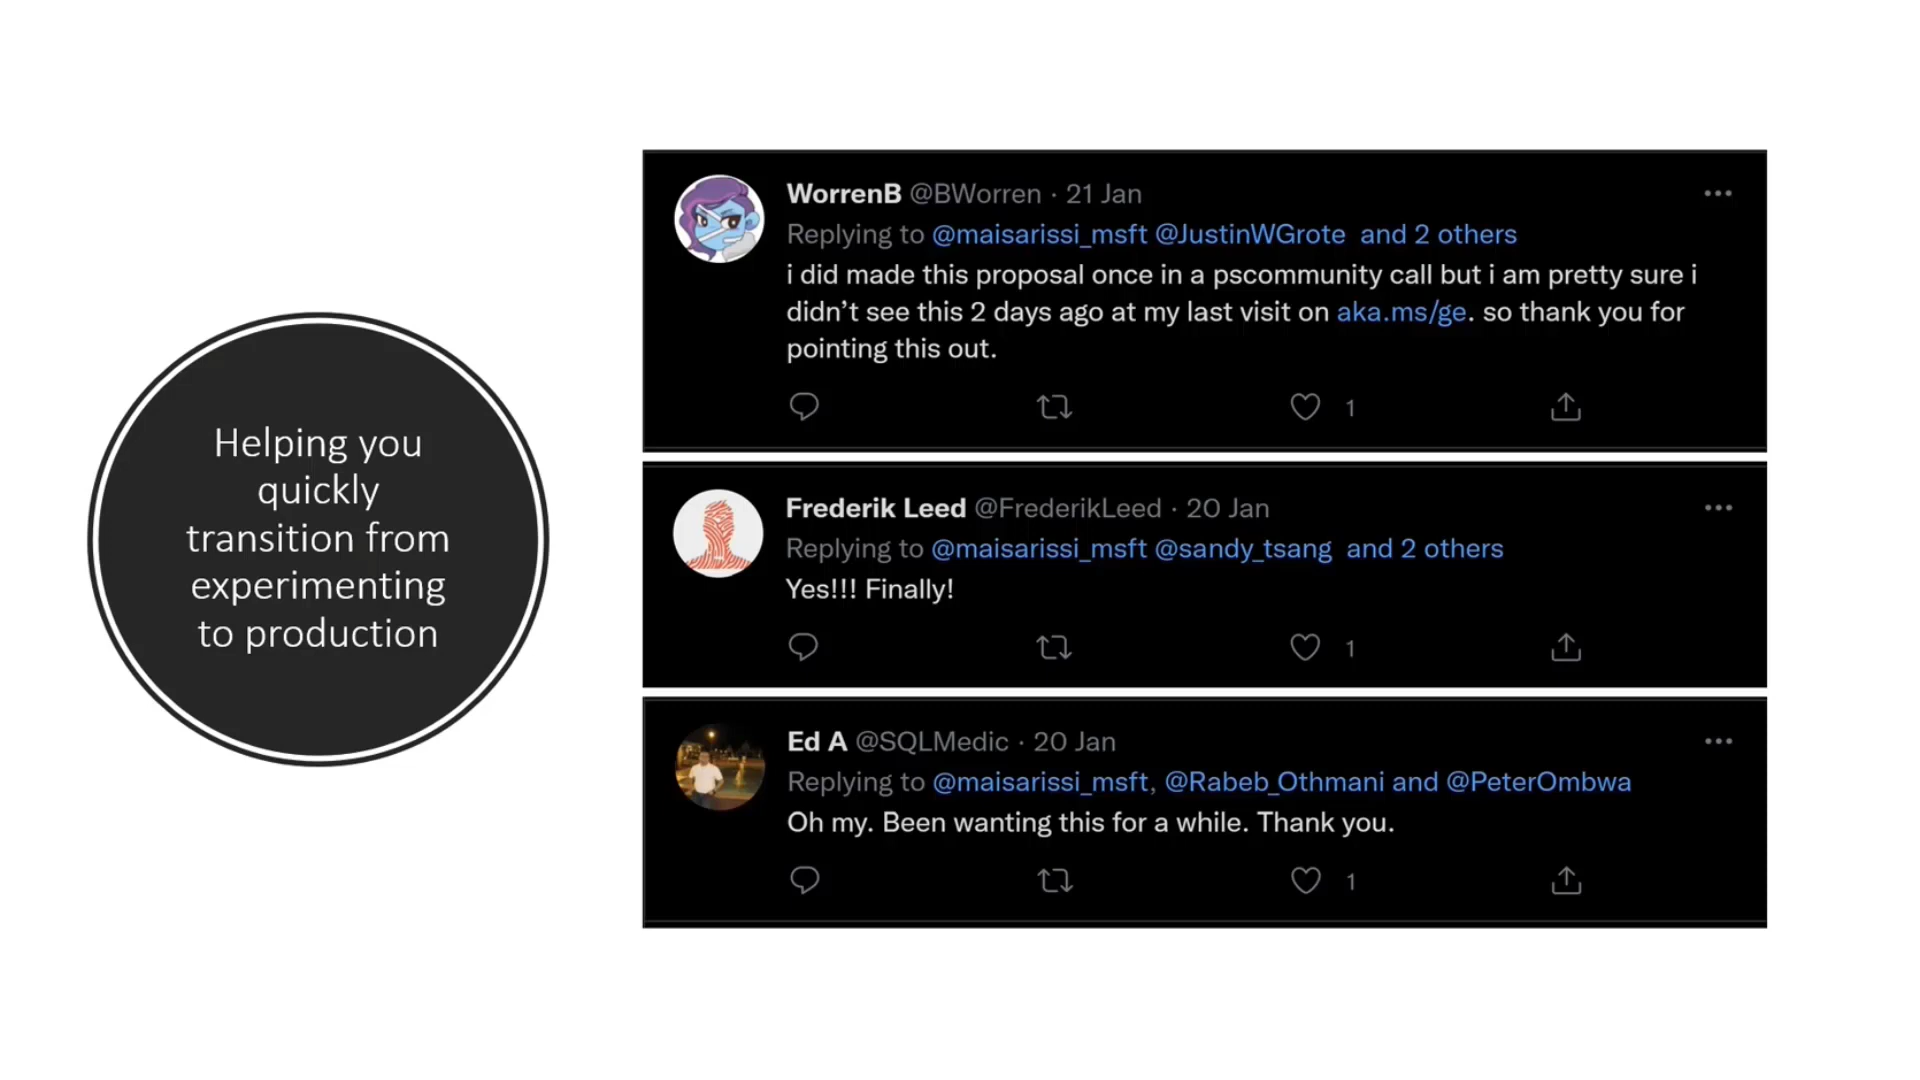 Helping you
quickly
transition from
experimenting
to production
WorrenB @BWorren · 21 Jan
Replying to @maisarissi_msft @JustinWGrote and 2 others
i did made this proposal once in a pscommunity call but i am pretty sure i
didn’t see this 2 days ago at my last visit on aka.ms/ge. so thank you for
pointing this out.
1
Frederik Leed @FrederikLeed · 20 Jan
Replying to @maisarissi_msft @sandy_tsang and 2 others
Yes!!! Finally!
1
Ed A @SQLMedic · 20 Jan
Replying to @maisarissi_msft, @Rabeb_Othmani and @PeterOmbwa
Oh my. Been wanting this for a while. Thank you.
1